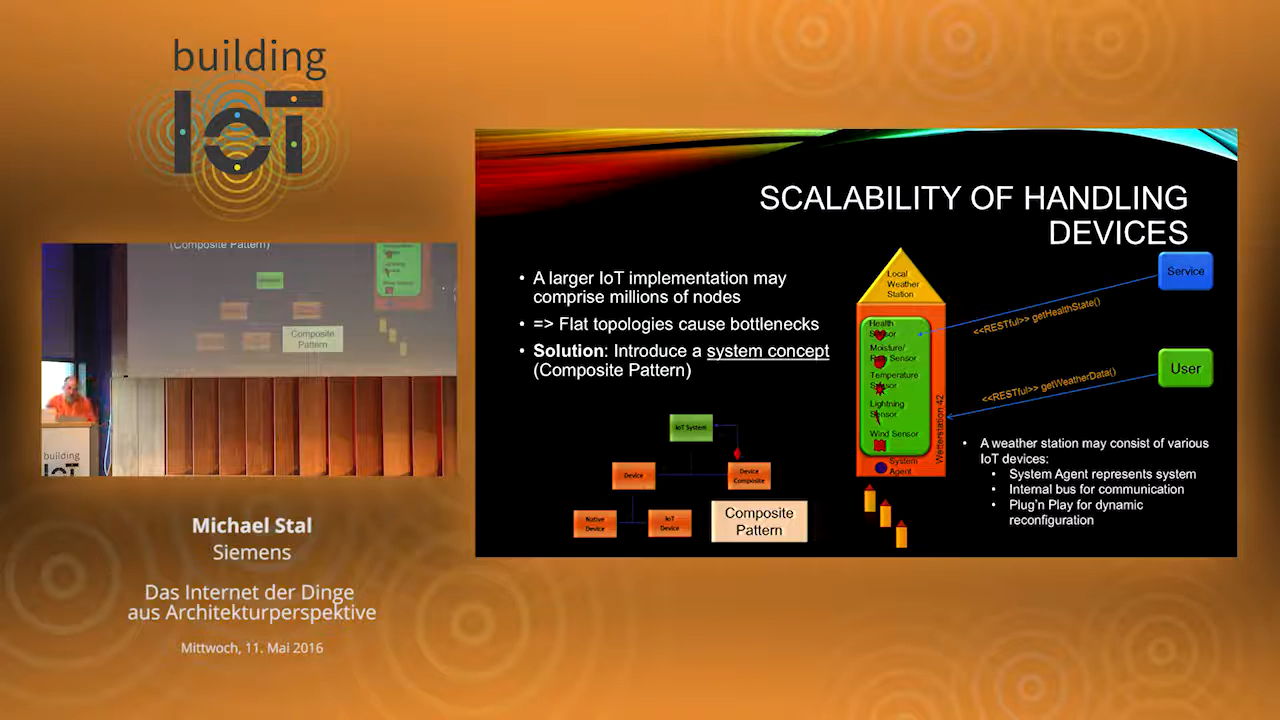 building
IoT
(Composite Pattern)
Composite
Pattern
building
IoT
Michael Stal
Siemens
Das Internet der Dinge
aus Architekturperspektive
Mittwoch, 11. Mai 2016
SCALABILITY OF HANDLING
DEVICES
• A larger IoT implementation may
comprise millions of nodes
• => Flat topologies cause bottlenecks
• Solution: Introduce a system concept
(Composite Pattern)
IoT System
Device
Device
Composite
Native
Device
IoT
Device
Composite
Pattern
Local
Weather
Station
Health
Moisture/
Sensor
Temperature
Lightning
Wind Sensor
System
Agent
Wetterstation 42
Service
<<RESTful>> getHealthState()
User
<<RESTful>> getWeatherData()
• A weather station may consist of various
IoT devices:
• System Agent represents system
• Internal bus for communication
• Plug'n Play for dynamic
reconfiguration